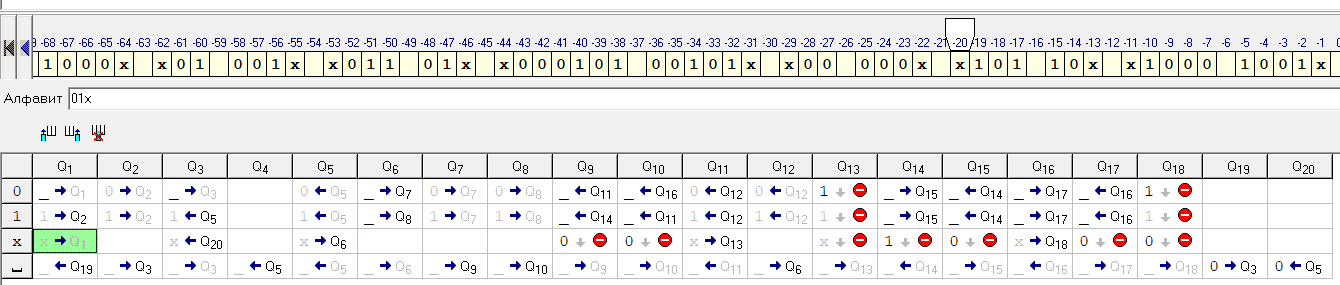 9 -68 -67 -66 -65 -64 -63 -62 -61 -60 -59 -58 -57 -56 -55 -54 -53 -52 -51 -50 -49 -48 -47 -46 -45 -44 -43 -42 -41 -40 -39 -38 -37 -36 -35 -34 -33 -32 -31 -30 -29 -28 -27 -26 -25 -24 -23 -22 -21 -20 -19 -18 -17 -16 -15 -14 -13 -12 -11 -10 -9 -8 -7 -6 -5 -4 -3 -2 -1 0
1 0 0 0 x x 0 1 0 0 1 x x 0 1 1 0 1 x x 0 0 0 0 1 0 1 1 0 0 1 0 1 x x 0 0 0 0 0 x x 1 0 1 1 0 x x 1 0 0 0 1 0 0 1 x
Алфавит 01x
Q1 Q2 Q3 Q4 Q5 Q6 Q7 Q8 Q9 Q10 Q11 Q12 Q13 Q14 Q15 Q16 Q17 Q18 Q19 Q20
0 _ → Q1 0 → Q2 _ → Q3 0 ← Q5 _ → Q7 0 → Q7 0 → Q8 _ ← Q11 _ ← Q16 0 ← Q12 0 ← Q12 1 ↓ _ → Q15 _ ← Q14 _ → Q17 _ ← Q16 1 ↓
1 1 → Q2 1 → Q2 1 ← Q5 1 ← Q5 _ → Q8 1 → Q7 1 → Q8 _ ← Q14 _ ← Q11 1 ← Q12 1 ← Q12 1 ↓ _ → Q15 _ ← Q14 _ → Q17 _ ← Q16 1 ↓
x x → Q1 x ← Q20 x → Q6 0 ↓ 0 ↓ x → Q13 x ↓ 1 ↓ 0 ↓ x → Q18 0 ↓ 0 ↓
_ ← Q19 _ → Q3 _ → Q3 _ ← Q5 _ ← Q5 _ → Q6 _ → Q9 _ → Q10 _ → Q9 _ → Q10 _ ← Q11 _ → Q6 _ → Q13 _ ← Q14 _ → Q15 _ ← Q16 _ → Q17 _ → Q18 0 → Q3 0 ← Q5